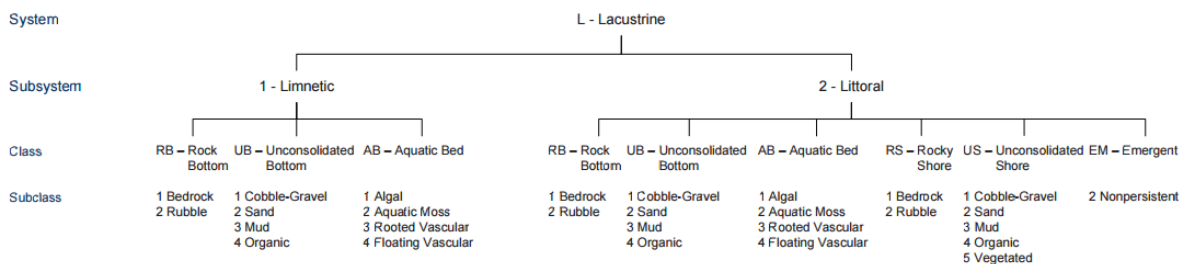 System
L - Lacustrine
Subsystem
1 - Limnetic
2 - Littoral
Class
RB – Rock
Bottom
UB – Unconsolidated
Bottom
AB – Aquatic Bed
RB – Rock
Bottom
UB – Unconsolidated
Bottom
AB – Aquatic Bed
RS – Rocky
Shore
US – Unconsolidated
Shore
EM – Emergent
Subclass
1 Bedrock
2 Rubble
1 Cobble-Gravel
2 Sand
3 Mud
4 Organic
1 Algal
2 Aquatic Moss
3 Rooted Vascular
4 Floating Vascular
1 Bedrock
2 Rubble
1 Cobble-Gravel
2 Sand
3 Mud
4 Organic
1 Algal
2 Aquatic Moss
3 Rooted Vascular
4 Floating Vascular
1 Bedrock
2 Rubble
1 Cobble-Gravel
2 Sand
3 Mud
4 Organic
5 Vegetated
2 Nonpersistent